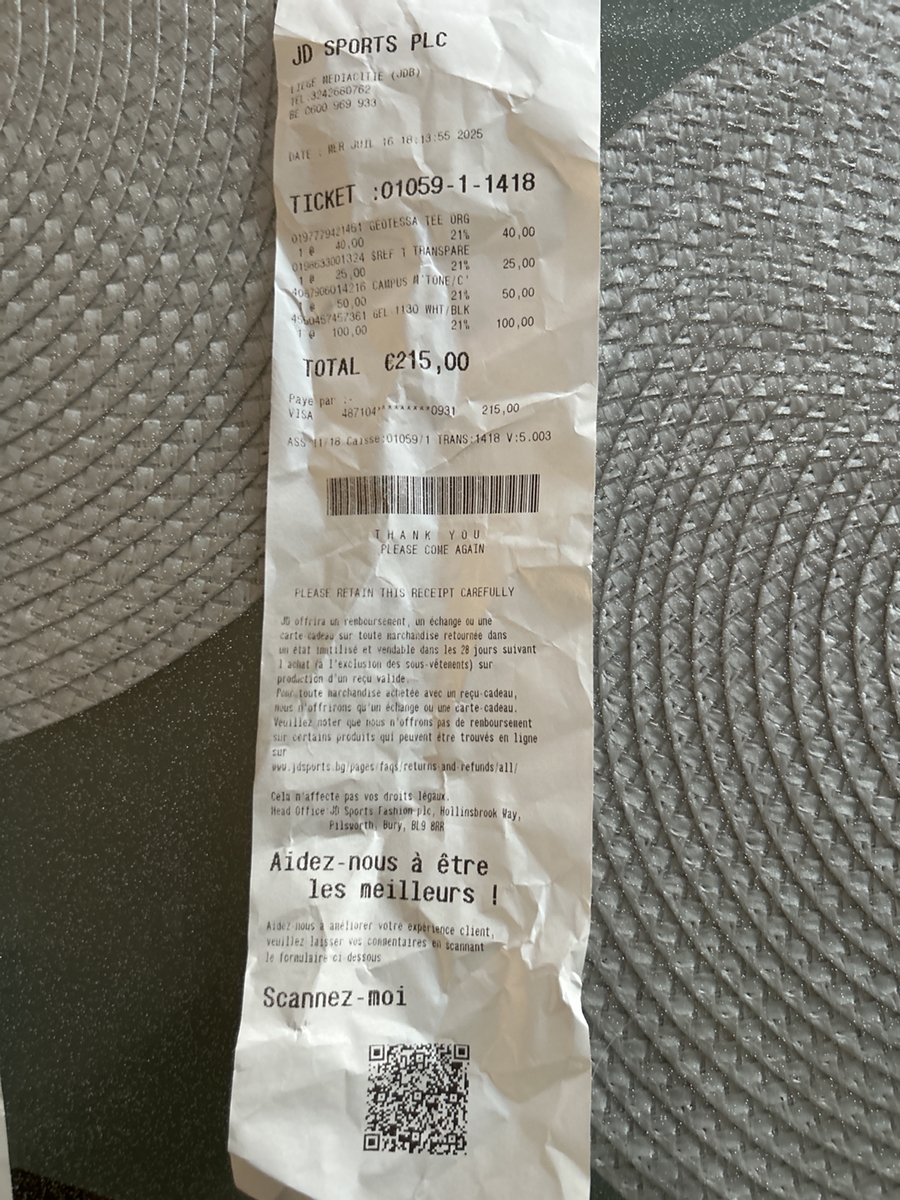 JD SPORTS PLC
LIEGE MEDIACITIE (JDB)
TEL :3242660762
BE 0600 969 933
DATE : MER JUIL 16 18:13:55 2025
TICKET :01059-1-1418
0197779421461 GEOTESSA TEE ORG
1 @ 40,00 21% 40,00
0198633001324 $REF T TRANSPARE
1 @ 25,00 21% 25,00
4067906014216 CAMPUS M'TONE/C'
1 @ 50,00 21% 50,00
GEL-1130 WHT/BLK
1 @ 100,00 21% 100,00
TOTAL €215,00
Paye par :-
VISA 487104********0931 215,00
ASS 11/18 Caisse:01059/1 TRANS:1418 V:5.003
THANK YOU
PLEASE COME AGAIN
PLEASE RETAIN THIS RECEIPT CAREFULLY
JD offrira un remboursement, un échange ou une
carte-cadeau sur toute marchandise retournée dans
un état inutilisé et vendable dans les 28 jours suivant
l achat (à l'exclusion des sous-vêtements) sur
production d'un reçu valide.
Pour toute marchandise achetée avec un reçu-cadeau,
nous n'offrirons qu'un échange ou une carte-cadeau.
Veuillez noter que nous n'offrons pas de remboursement
sur certains produits qui peuvent être trouvés en ligne
sur
www.jdsports.bg/pages/faqs/returns-and-refunds/all/
Cela n'affecte pas vos droits légaux.
Head Office JD Sports Fashion plc, Hollinsbrook Way,
Pilsworth, Bury, BL9 8RR
Aidez-nous à être
les meilleurs !
Aidez-nous à améliorer votre expérience client,
veuillez laisser vos commentaires en scannant
le formulaire ci dessous
Scannez-moi